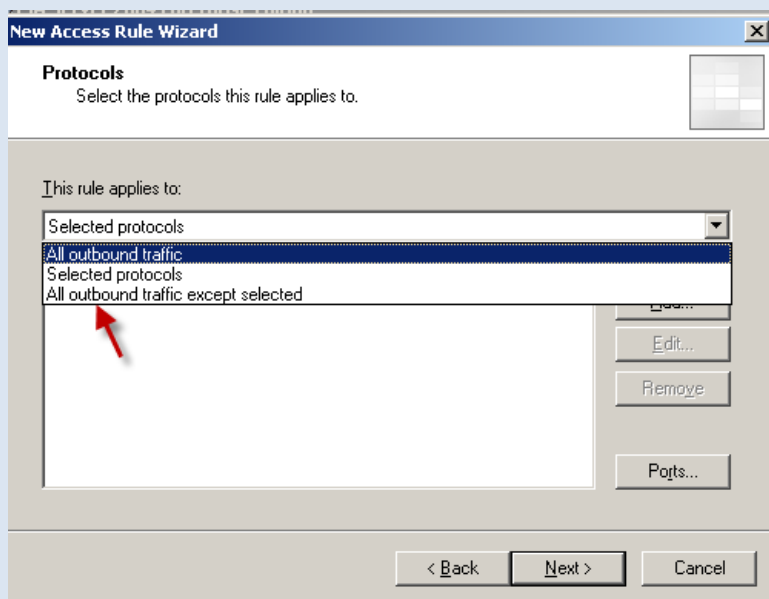 New Access Rule Wizard
Protocols
Select the protocols this rule applies to.
This rule applies to:
Selected protocols
All outbound traffic
Selected protocols
All outbound traffic except selected
Edit...
Remove
Ports...
< Back
Next >
Cancel